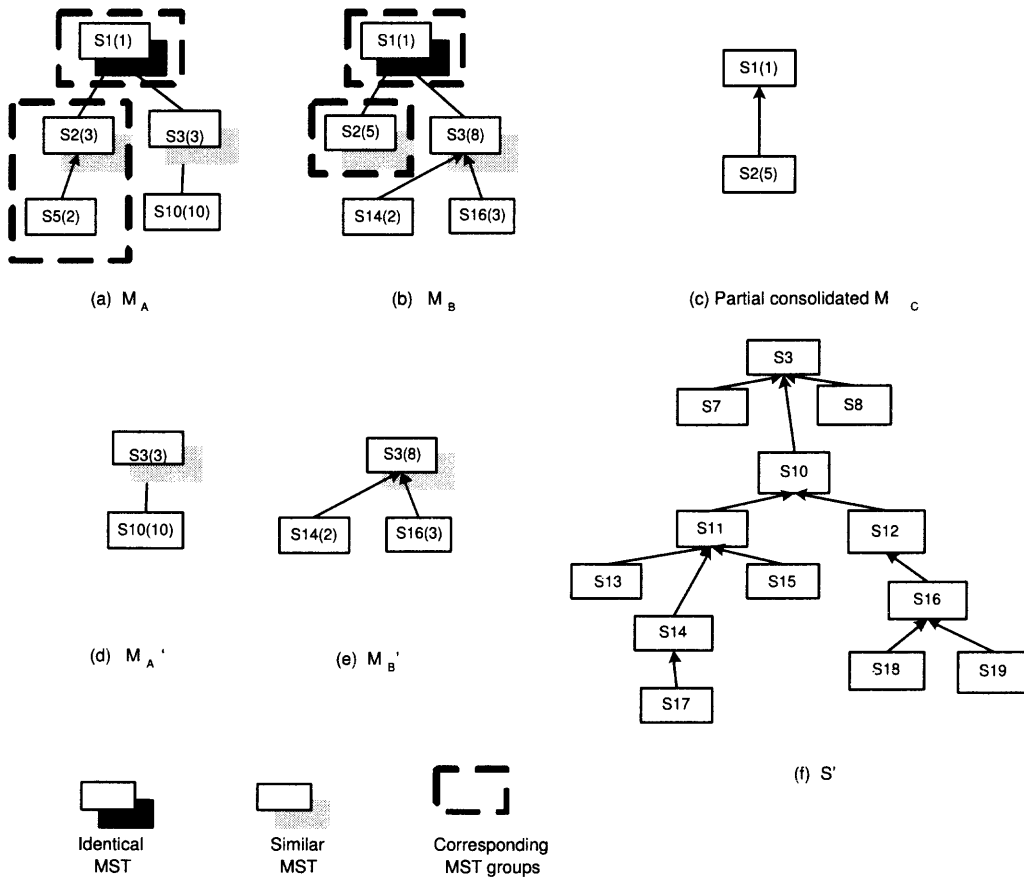 S1(1)
S2(3)
S3(3)
S5(2)
S10(10)
(a) M A
S1(1)
S2(5)
S3(8)
S14(2)
S16(3)
(b) M B
S1(1)
S2(5)
(c) Partial consolidated M C
S3(3)
S10(10)
(d) M A '
S3(8)
S14(2)
S16(3)
(e) M B '
S3
S7
S8
S10
S11
S12
S13
S15
S16
S14
S18
S19
S17
(f) S'
Identical
MST
Similar
MST
Corresponding
MST groups